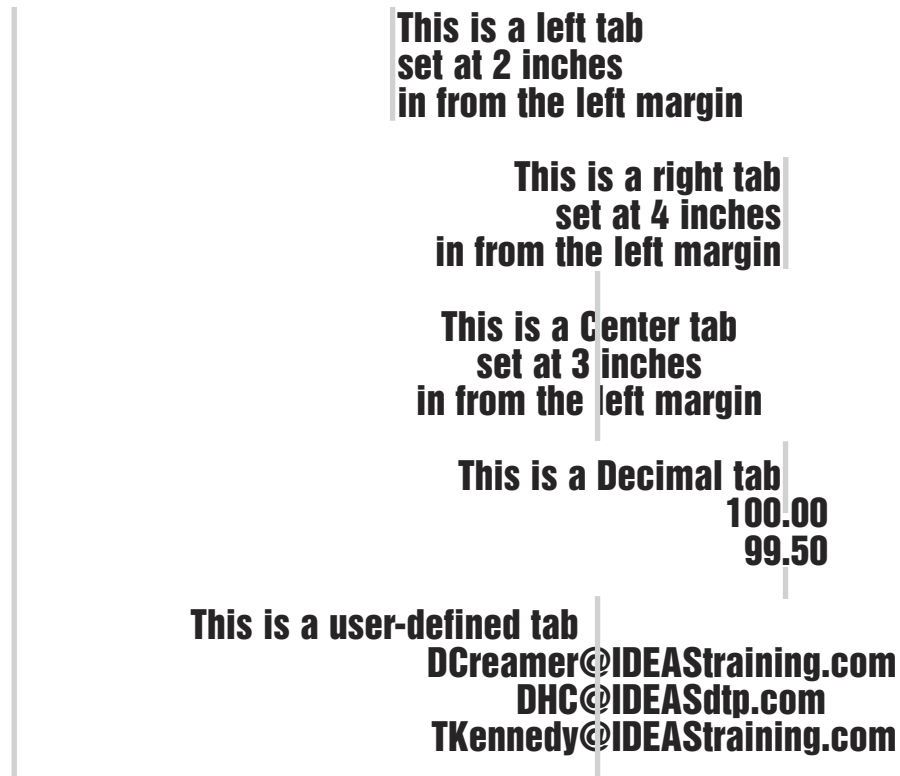 This is a left tab
set at 2 inches
in from the left margin
This is a right tab
set at 4 inches
in from the left margin
This is a Center tab
set at 3 inches
in from the left margin
This is a Decimal tab
100.00
99.50
This is a user-defined tab
DCreamer@IDEAStraining.com
DHC@IDEASdtp.com
TKennedy@IDEAStraining.com